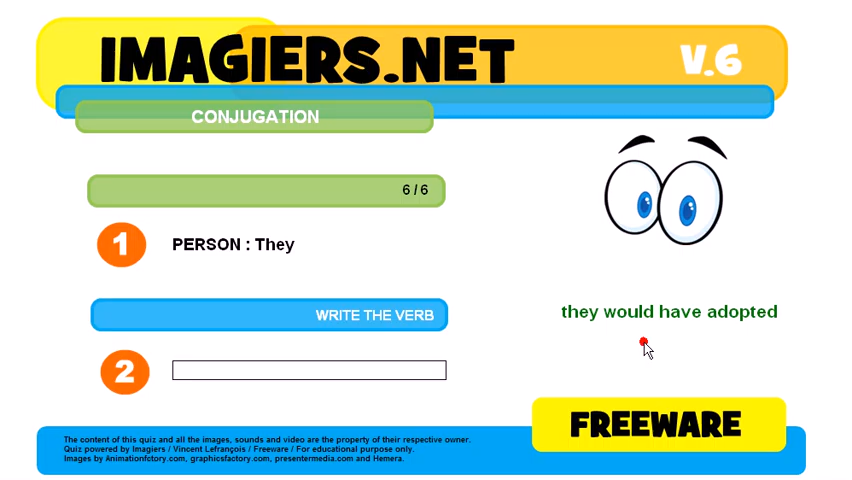 IMAGIERS.NET
V.6
CONJUGATION
6 / 6
1
PERSON : They
WRITE THE VERB
they would have adopted
2
FREEWARE
The content of this quiz and all the images, sounds and video are the property of their respective owner.
Quiz powered by Imagiers / Vincent Lefrançois / Freeware / For educational purpose only.
Images by Animationfctory.com, graphicsfactory.com, presentermedia.com and Hemera.